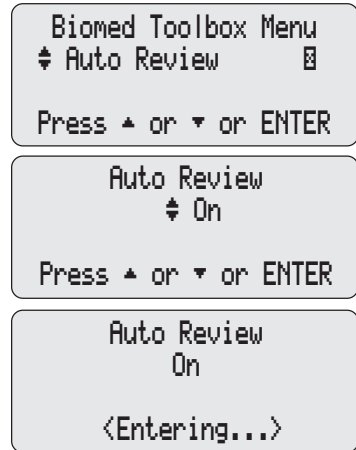 Biomed Toolbox Menu
♦ Auto Review ⊠
Press ▲ or ▼ or ENTER
Auto Review
♦ On
Press ▲ or ▼ or ENTER
Auto Review
On
<Entering...>